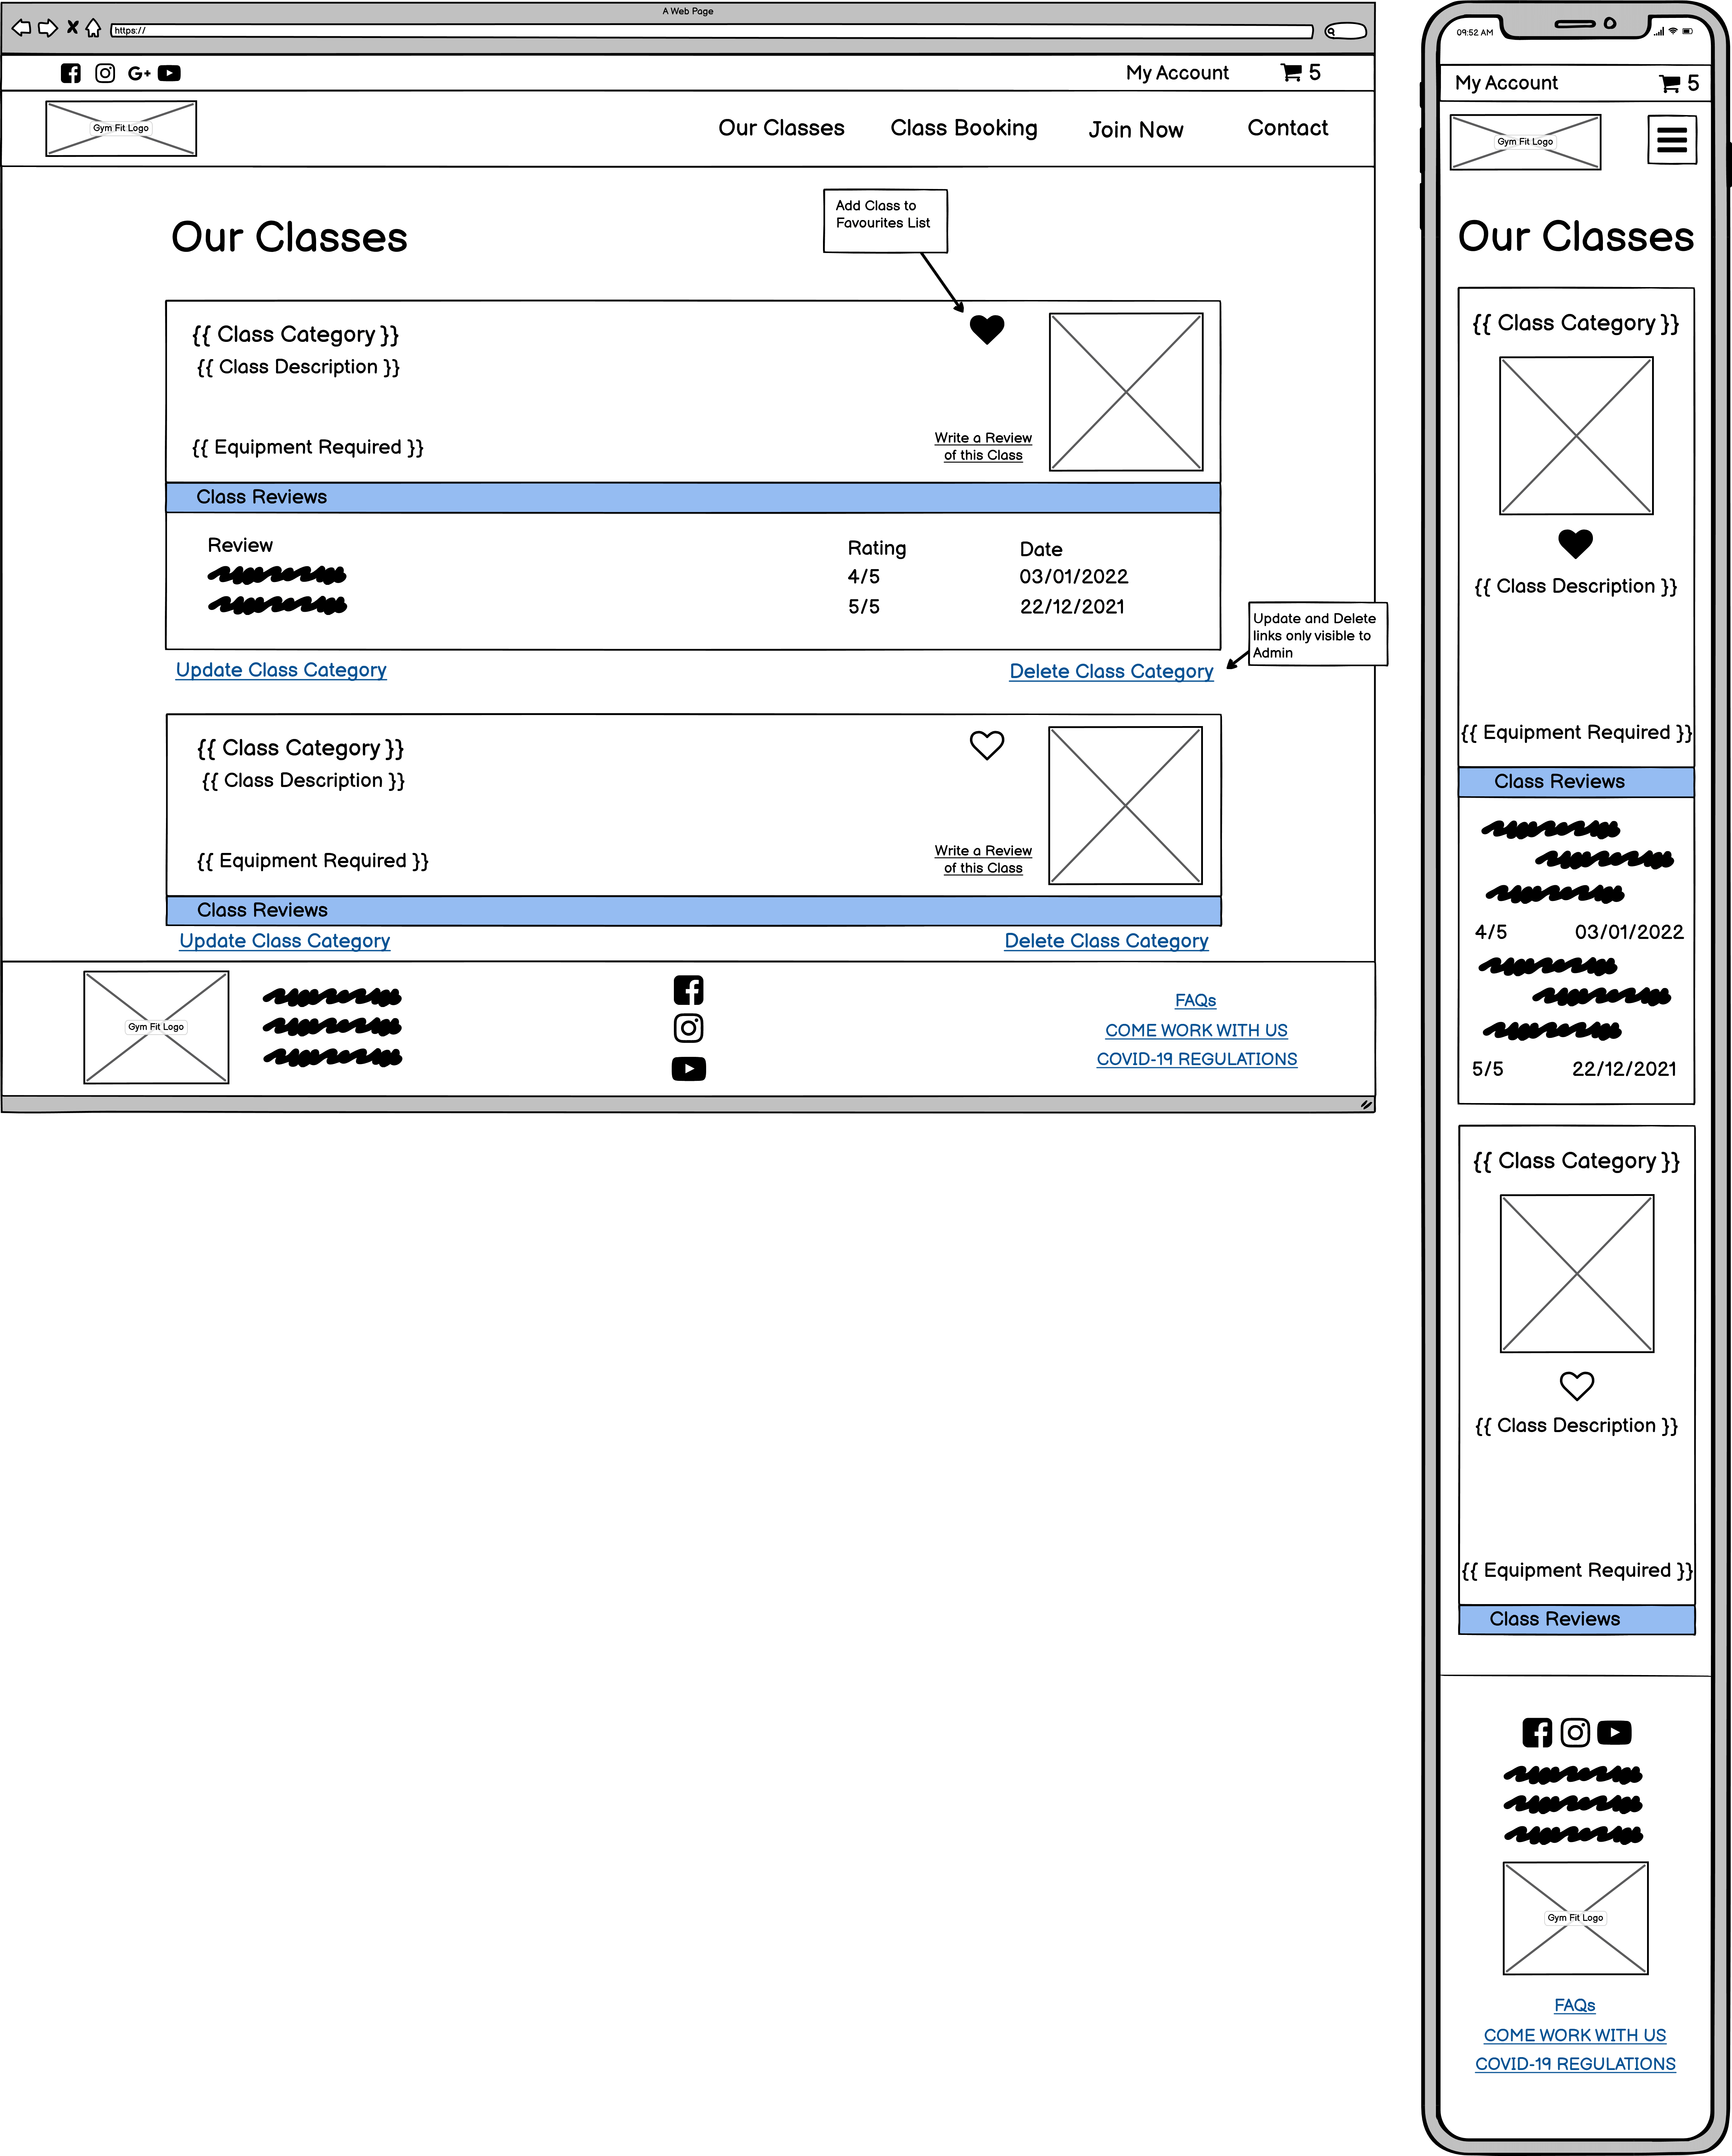 A Web Page
https://
My Account
5
Gym Fit Logo
Our Classes
Class Booking
Join Now
Contact
Add Class to
Favourites List
Our Classes
{{ Class Category }}
{{ Class Description }}
{{ Equipment Required }}
Write a Review
of this Class
Class Reviews
Review
Rating
Date
4/5
03/01/2022
5/5
22/12/2021
Update and Delete
links only visible to
Admin
Update Class Category
Delete Class Category
{{ Class Category }}
{{ Class Description }}
{{ Equipment Required }}
Write a Review
of this Class
Class Reviews
Update Class Category
Delete Class Category
Gym Fit Logo
FAQs
COME WORK WITH US
COVID-19 REGULATIONS
09:52 AM
My Account
5
Gym Fit Logo
Our Classes
{{ Class Category }}
{{ Class Description }}
{{ Equipment Required }}
Class Reviews
4/5
03/01/2022
5/5
22/12/2021
{{ Class Category }}
{{ Class Description }}
{{ Equipment Required }}
Class Reviews
Gym Fit Logo
FAQs
COME WORK WITH US
COVID-19 REGULATIONS